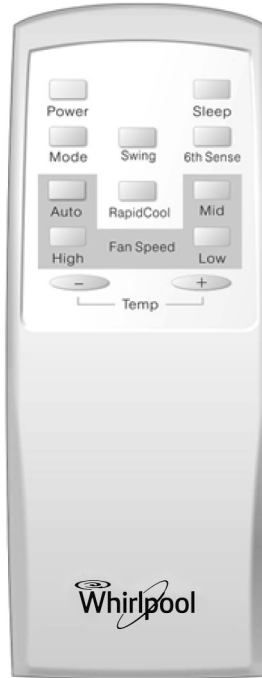 Power Sleep
Mode Swing 6th Sense
Auto RapidCool Mid
High Fan Speed Low
- +
Temp
Whirlpool